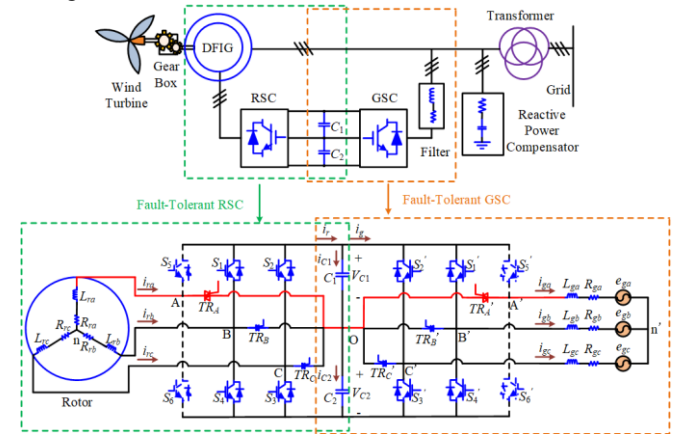 Transformer
DFIG
Wind
Turbine
Gear
Box
RSC
GSC
C1
C2
Filter
Grid
Reactive
Power
Compensator
Fault-Tolerant RSC
Fault-Tolerant GSC
ir ig
S5 S1 S2 iC1 C1 + VC1 - S2' S1' S5'
ira Lra A TRA TRA' A' iga Lga Rga ega
Rra
irb Lrc Rrc n Rrb Lrb B TRB O TRB' B' igb Lgb Rgb egb n'
irc C TRC iC2 TRC' C' igc Lgc Rgc egc
S6 S4 S3 C2 + VC2 - S3' S4' S6'
Rotor